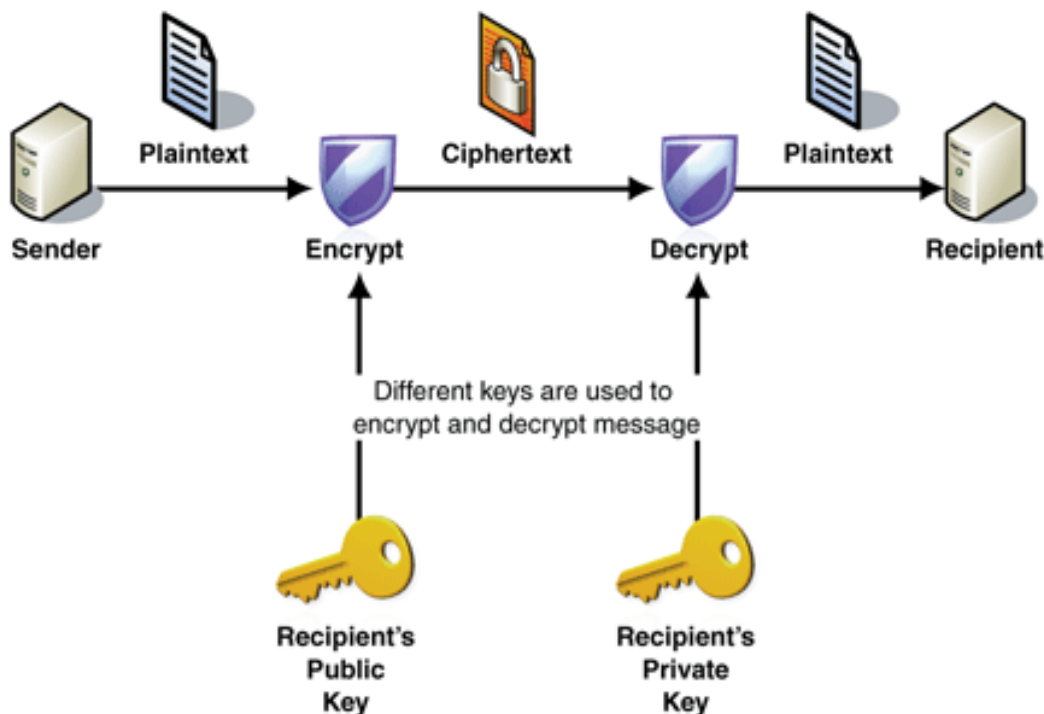 Plaintext
Ciphertext
Plaintext
Sender
Encrypt
Decrypt
Recipient
Different keys are used to
encrypt and decrypt message
Recipient's
Public
Key
Recipient's
Private
Key